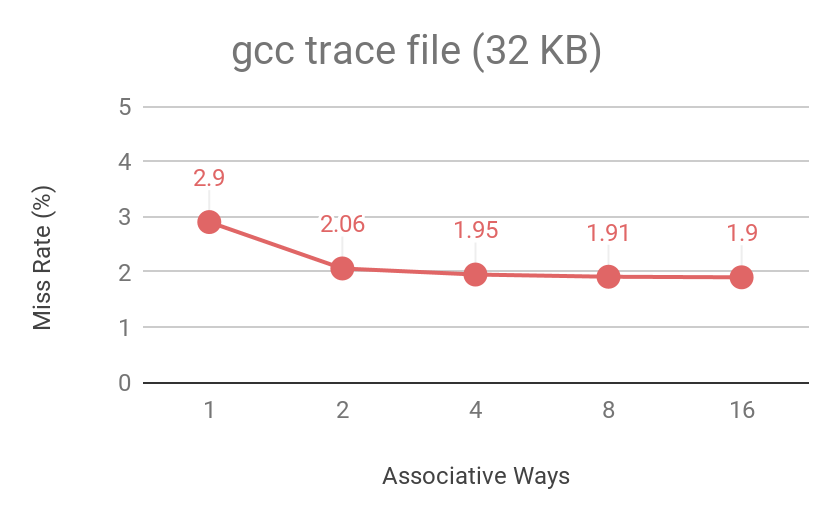 gcc trace file (32 KB)
5
4
3
2
1
0
Miss Rate (%)
2.9
2.06
1.95
1.91
1.9
1 2 4 8 16
Associative Ways